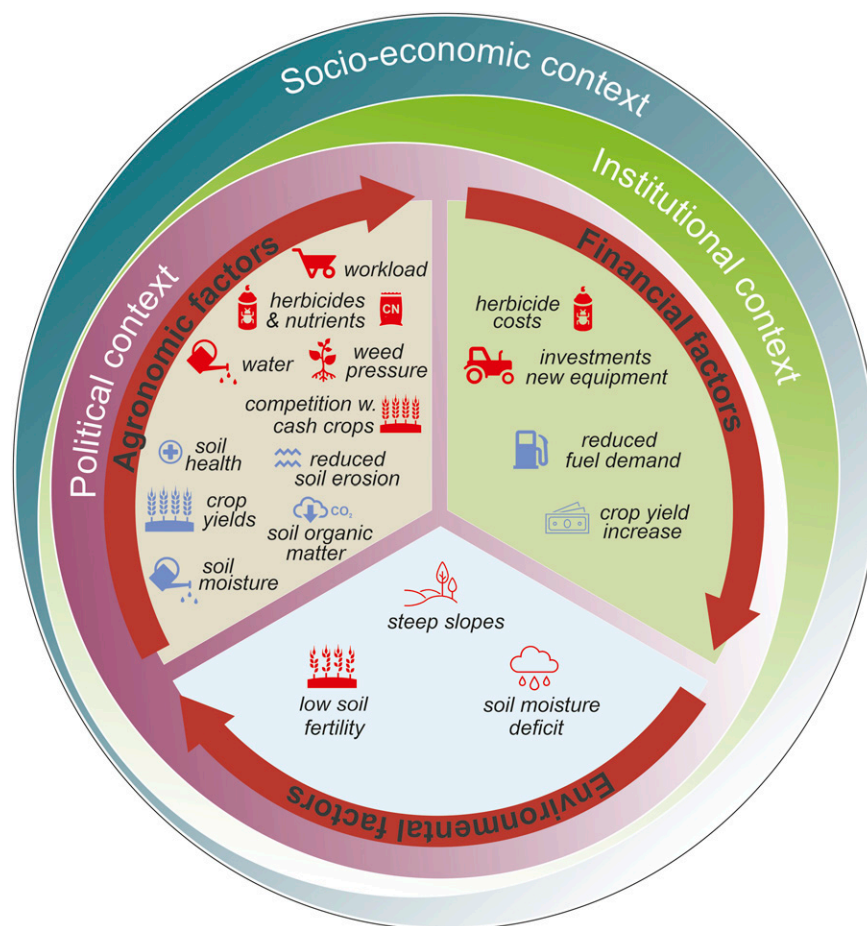 Socio-economic context
Institutional context
Political context
Agronomic factors
workload
herbicides
& nutrients
CN
water
weed
pressure
competition w.
cash crops
soil
health
reduced
soil erosion
crop
yields
CO₂
soil organic
matter
soil
moisture
Financial factors
herbicide
costs
investments
new equipment
reduced
fuel demand
crop yield
increase
Environmental factors
steep slopes
low soil
fertility
soil moisture
deficit